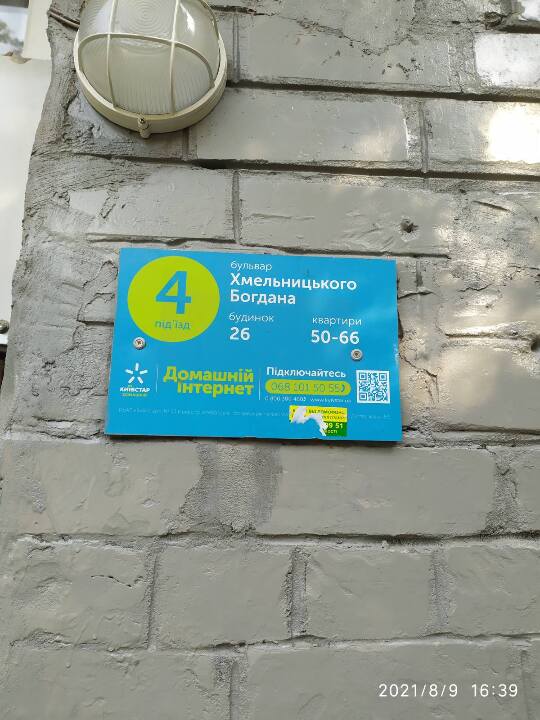 4
під'їзд
бульвар
Хмельницького
Богдана
будинок
26
квартири
50-66
КИЇВСТАР
Домашній
інтернет
Підключайтесь
068 101 50 55
2021/8/9 16:39